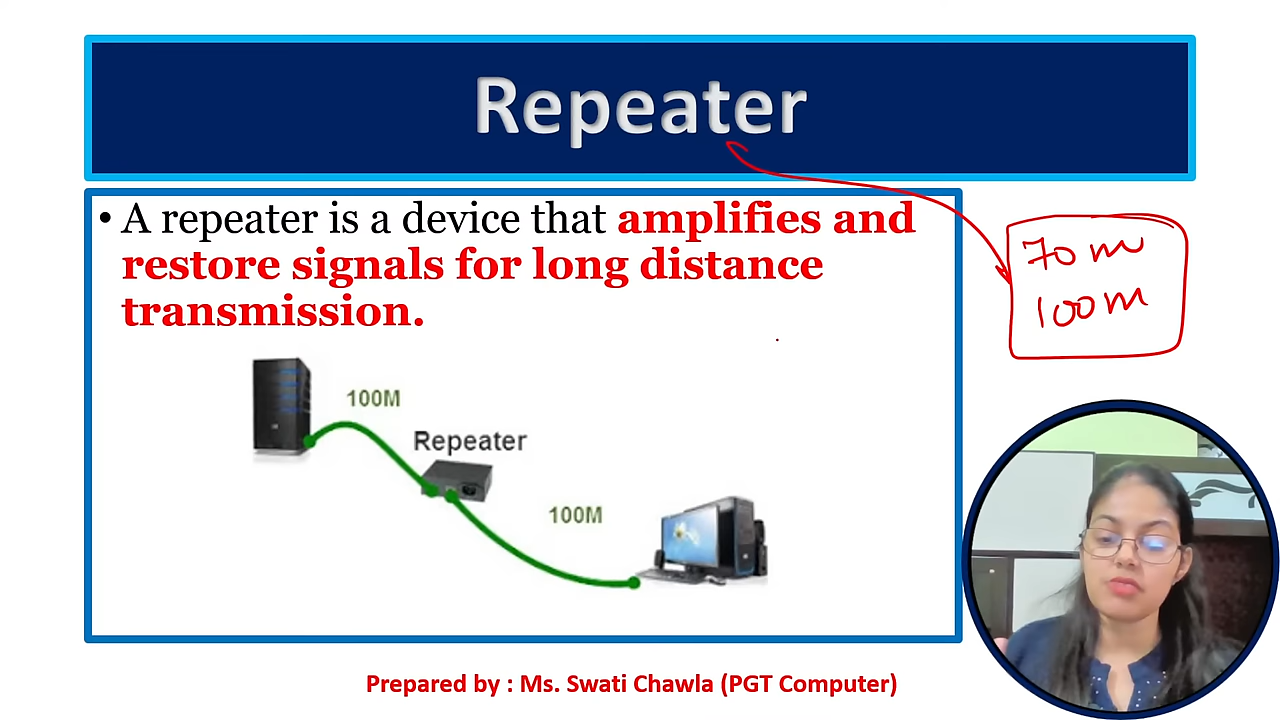 Repeater
• A repeater is a device that amplifies and
restore signals for long distance
transmission.
70 m
100m
100M
Repeater
100M
Prepared by : Ms. Swati Chawla (PGT Computer)